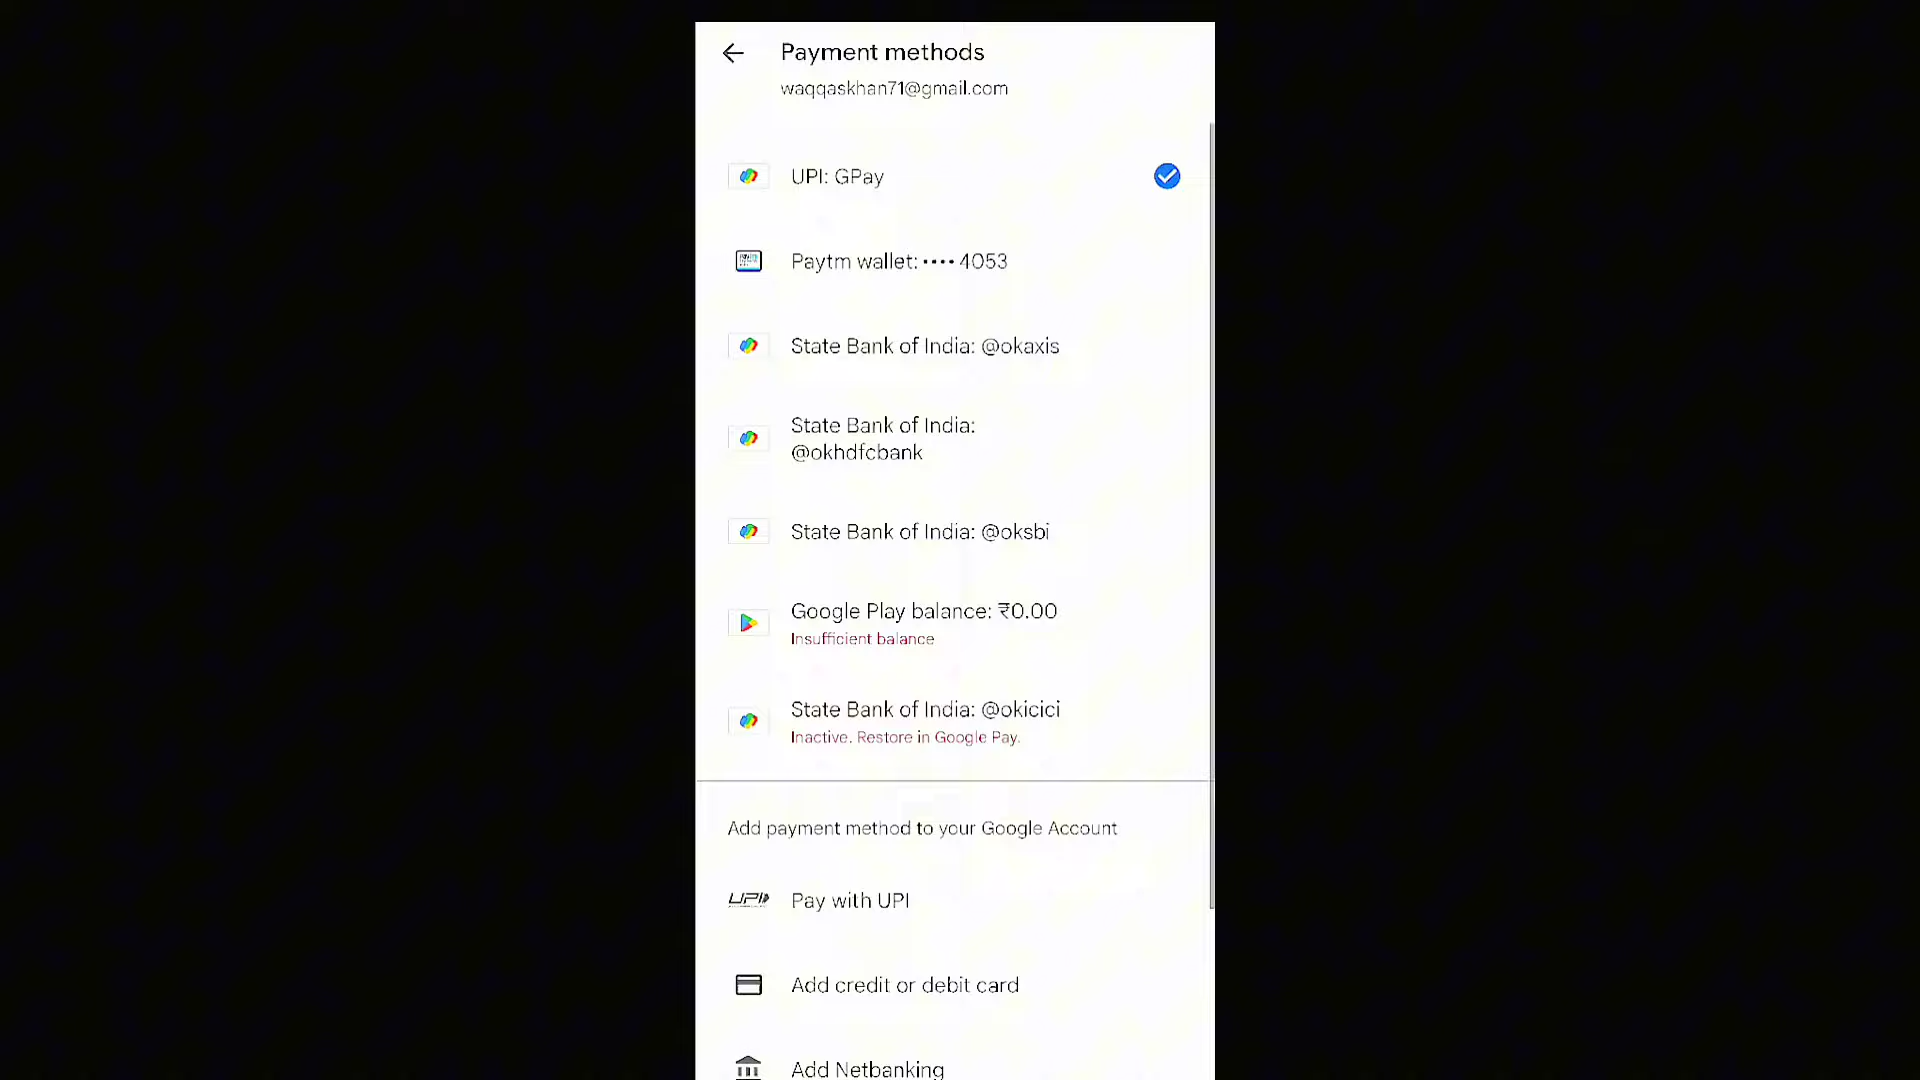 Payment methods
waqqaskhan71@gmail.com
UPI: GPay
Paytm wallet: •••• 4053
State Bank of India: @okaxis
State Bank of India:
@okhdfcbank
State Bank of India: @oksbi
Google Play balance: ₹0.00
Insufficient balance
State Bank of India: @okicici
Inactive. Restore in Google Pay.
Add payment method to your Google Account
UPI Pay with UPI
Add credit or debit card
Add Netbanking